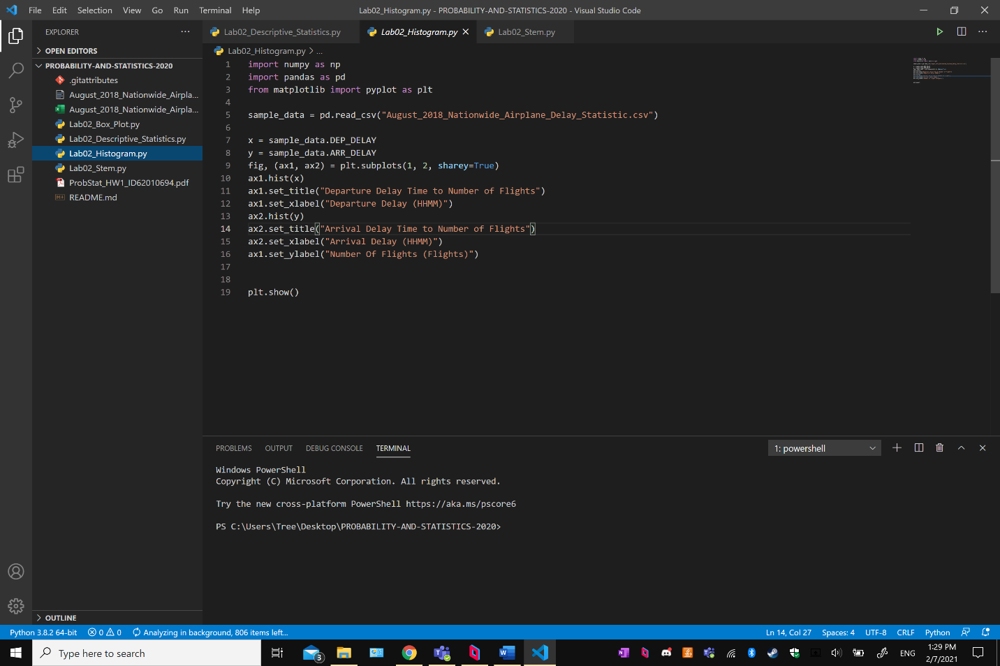 File Edit Selection View Go Run Terminal Help
Lab02_Histogram.py - PROBABILITY-AND-STATISTICS-2020 - Visual Studio Code
EXPLORER
OPEN EDITORS
PROBABILITY-AND-STATISTICS-2020
.gitattributes
August_2018_Nationwide_Airpla...
August_2018_Nationwide_Airpla...
Lab02_Box_Plot.py
Lab02_Descriptive_Statistics.py
Lab02_Histogram.py
Lab02_Stem.py
ProbStat_HW1_ID62010694.pdf
README.md
OUTLINE
Lab02_Descriptive_Statistics.py Lab02_Histogram.py Lab02_Stem.py
Lab02_Histogram.py > ...
1 import numpy as np
2 import pandas as pd
3 from matplotlib import pyplot as plt
4
5 sample_data = pd.read_csv("August_2018_Nationwide_Airplane_Delay_Statistic.csv")
6
7 x = sample_data.DEP_DELAY
8 y = sample_data.ARR_DELAY
9 fig, (ax1, ax2) = plt.subplots(1, 2, sharey=True)
10 ax1.hist(x)
11 ax1.set_title("Departure Delay Time to Number of Flights")
12 ax1.set_xlabel("Departure Delay (HHMM)")
13 ax2.hist(y)
14 ax2.set_title("Arrival Delay Time to Number of Flights")
15 ax2.set_xlabel("Arrival Delay (HHMM)")
16 ax1.set_ylabel("Number Of Flights (Flights)")
17
18
19 plt.show()
PROBLEMS OUTPUT DEBUG CONSOLE TERMINAL
1: powershell
Windows PowerShell
Copyright (C) Microsoft Corporation. All rights reserved.
Try the new cross-platform PowerShell https://aka.ms/pscore6
PS C:\Users\Tree\Desktop\PROBABILITY-AND-STATISTICS-2020>
Python 3.8.2 64-bit 0 0 Analyzing in background, 806 items left...
Ln 14, Col 27 Spaces: 4 UTF-8 CRLF Python
Type here to search
3
ENG
1:29 PM
2/7/2021